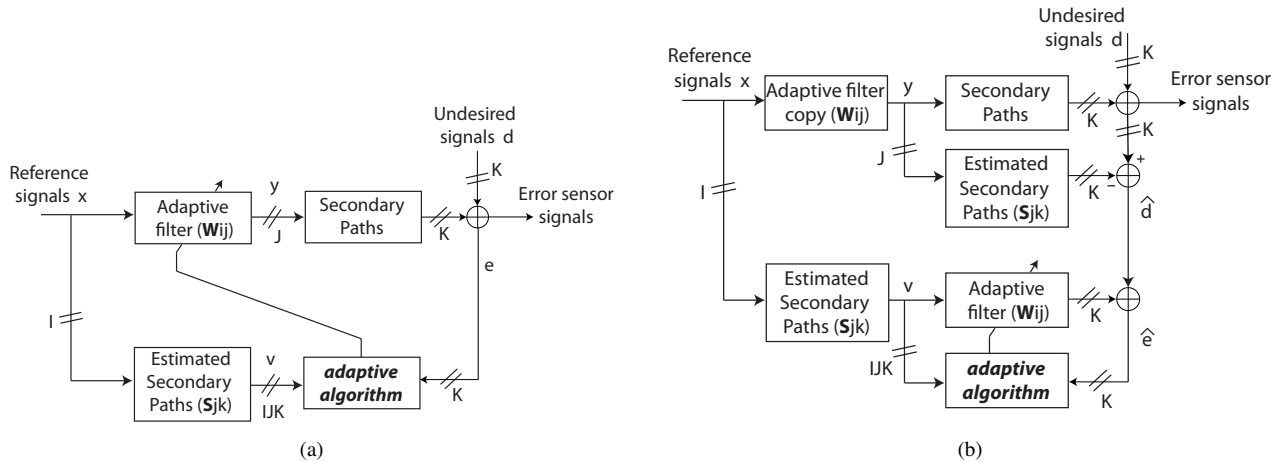 Reference
signals x
Undesired
signals d
K
Adaptive
filter (Wij)
y
J
Secondary
Paths
K
Error sensor
signals
e
I
Estimated
Secondary
Paths (Sjk)
v
IJK
adaptive
algorithm
K
(a)
Undesired
signals d
K
Reference
signals x
Adaptive filter
copy (Wij)
y
Secondary
Paths
K
Error sensor
signals
K
J
Estimated
Secondary
Paths (Sjk)
K
+
−
d̂
I
Estimated
Secondary
Paths (Sjk)
v
Adaptive
filter (Wij)
K
ê
IJK
adaptive
algorithm
K
(b)